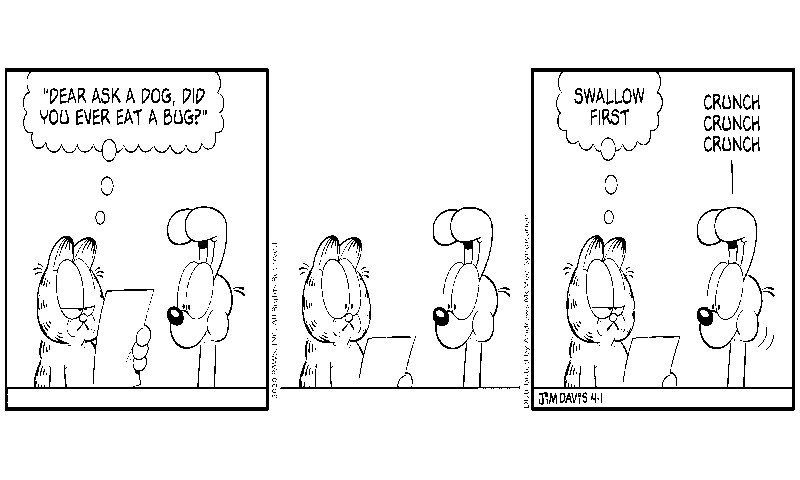 "DEAR ASK A DOG, DID
YOU EVER EAT A BUG?"
SWALLOW
FIRST
CRUNCH
CRUNCH
CRUNCH
JIM DAVIS 4-1